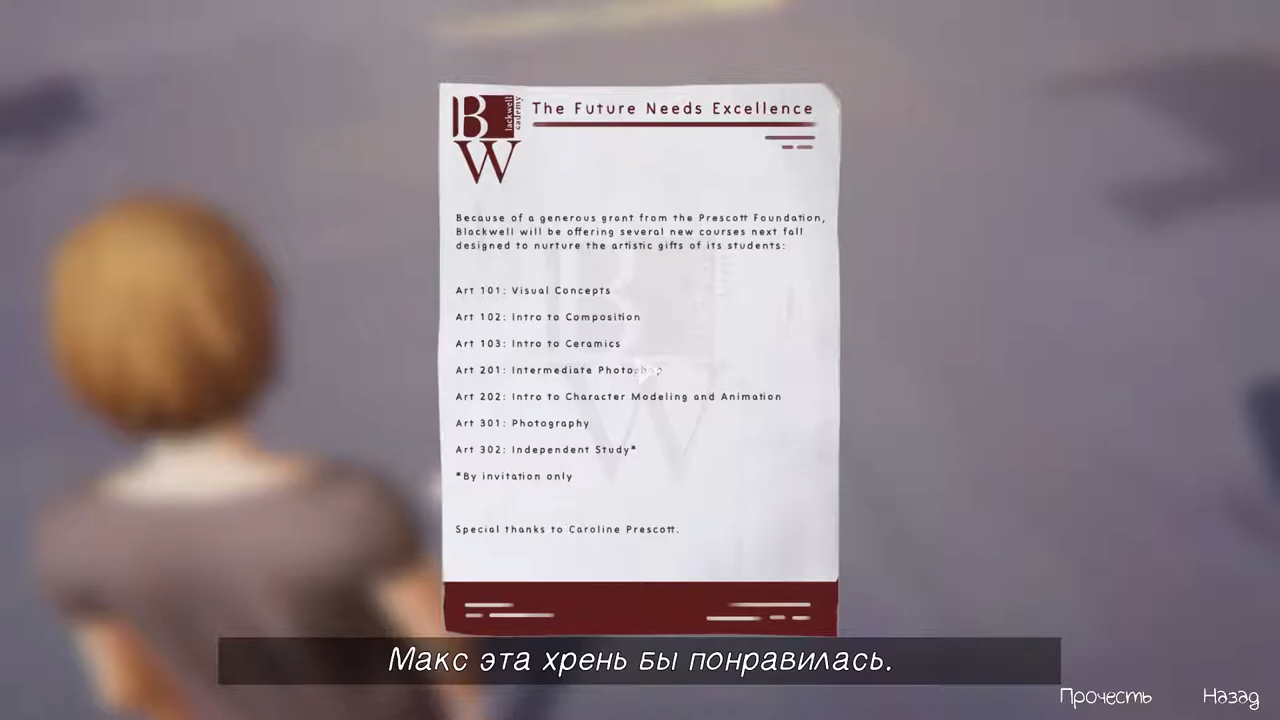 B
lackwell
cademy
W
The Future Needs Excellence
Because of a generous grant from the Prescott Foundation,
Blackwell will be offering several new courses next fall
designed to nurture the artistic gifts of its students:
Art 101: Visual Concepts
Art 102: Intro to Composition
Art 103: Intro to Ceramics
Art 201: Intermediate Photoshop
Art 202: Intro to Character Modeling and Animation
Art 301: Photography
Art 302: Independent Study*
*By invitation only
Special thanks to Caroline Prescott.
Макс эта хрень бы понравилась.
Прочесть Назад